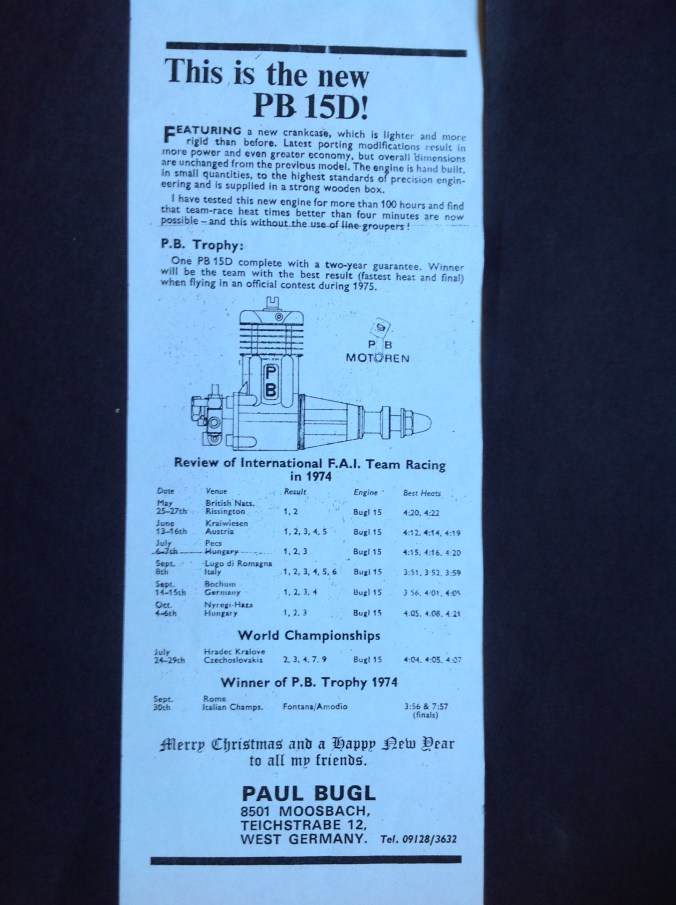 This is the new
PB 15D!
FEATURING a new crankcase, which is lighter and more
rigid than before. Latest porting modifications result in
more power and even greater economy, but overall dimensions
are unchanged from the previous model. The engine is hand built,
in small quantities, to the highest standards of precision engin-
eering and is supplied in a strong wooden box.
I have tested this new engine for more than 100 hours and find
that team-race heat times better than four minutes are now
possible – and this without the use of line groupers!
P.B. Trophy:
One PB 15D complete with a two-year guarantee. Winner
will be the team with the best result (fastest heat and final)
when flying in an official contest during 1975.
P B
MOTOREN
P
B
Review of International F.A.I. Team Racing
in 1974
Date Venue Result Engine Best Heats
May British Nats.
25–27th Rissington 1, 2 Bugl 15 4:20, 4:22
June Kraiwiesen
13–16th Austria 1, 2, 3, 4, 5 Bugl 15 4:12, 4:14, 4:19
July Pecs
6–7th Hungary 1, 2, 3 Bugl 15 4:15, 4:16, 4:20
Sept. Lugo di Romagna
8th Italy 1, 2, 3, 4, 5, 6 Bugl 15 3:51, 3:52, 3:59
Sept. Bochum
14–15th Germany 1, 2, 3, 4 Bugl 15 3:56, 4:01,
Oct. Nyregi-Haza
4–6th Hungary 1, 2, 3 Bugl 15 4:05, 4:08, 4:21
World Championships
July Hradec Kralove
24–29th Czechoslovakia 2, 3, 4, 7, 9 Bugl 15 4:04, 4:05, 4:07
Winner of P.B. Trophy 1974
Sept. Rome
30th Italian Champs. Fontana/Amodio 3:56 & 7:57
(finals)
Merry Christmas and a Happy New Year
to all my friends.
PAUL BUGL
8501 MOOSBACH,
TEICHSTRABE 12,
WEST GERMANY. Tel. 09128/3632